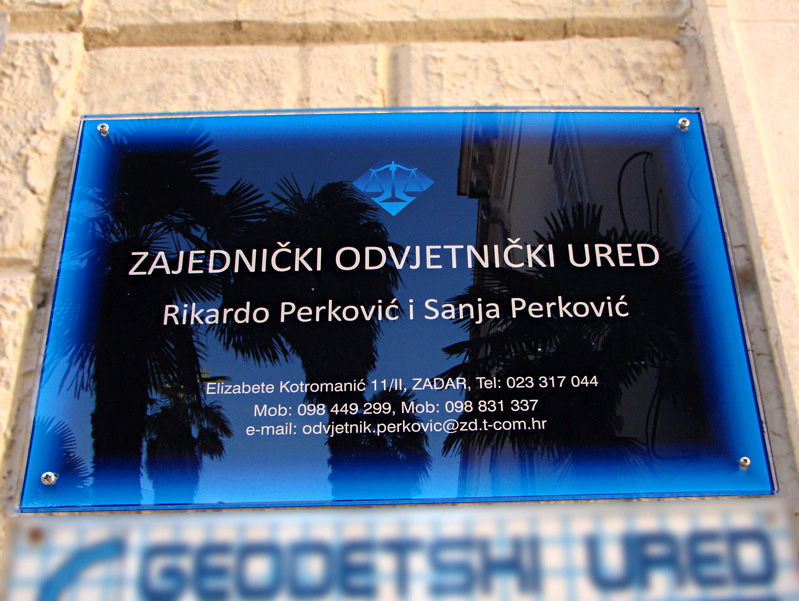 ZAJEDNIČKI ODVJETNIČKI URED
Rikardo Perković i Sanja Perković
Elizabete Kotromanić 11/II, ZADAR, Tel: 023 317 044
Mob: 098 449 299, Mob: 098 831 337
e-mail: odvjetnik.perkovic@zd.t-com.hr
GEODETSKI URED